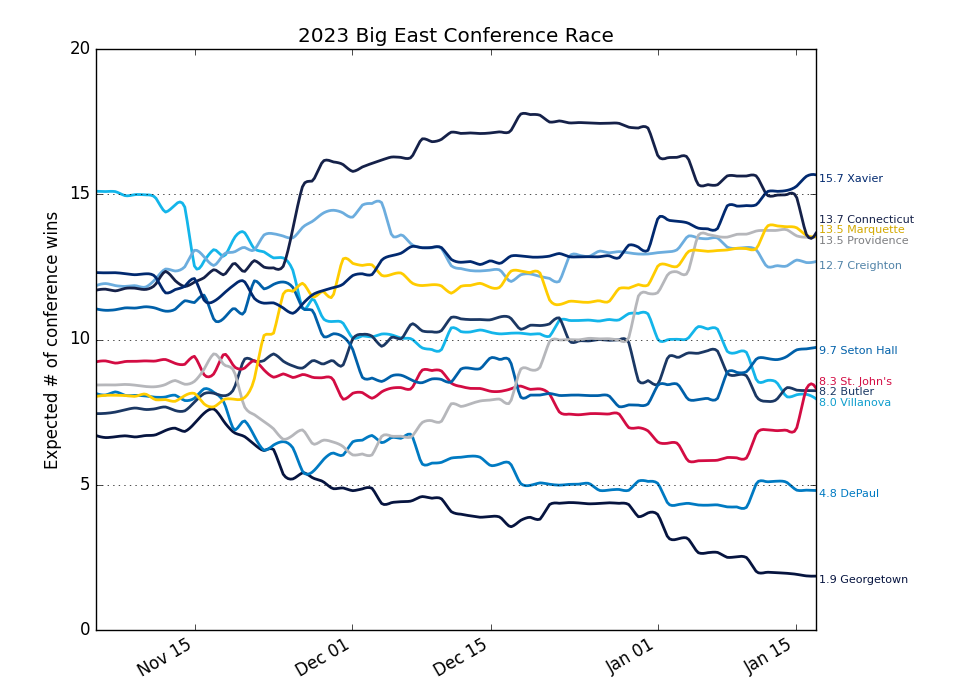 2023 Big East Conference Race
Expected # of conference wins
20
15
10
5
0
Nov 15
Dec 01
Dec 15
Jan 01
Jan 15
15.7 Xavier
13.7 Connecticut
13.5 Marquette
13.5 Providence
12.7 Creighton
9.7 Seton Hall
8.3 St. John's
8.2 Butler
8.0 Villanova
4.8 DePaul
1.9 Georgetown